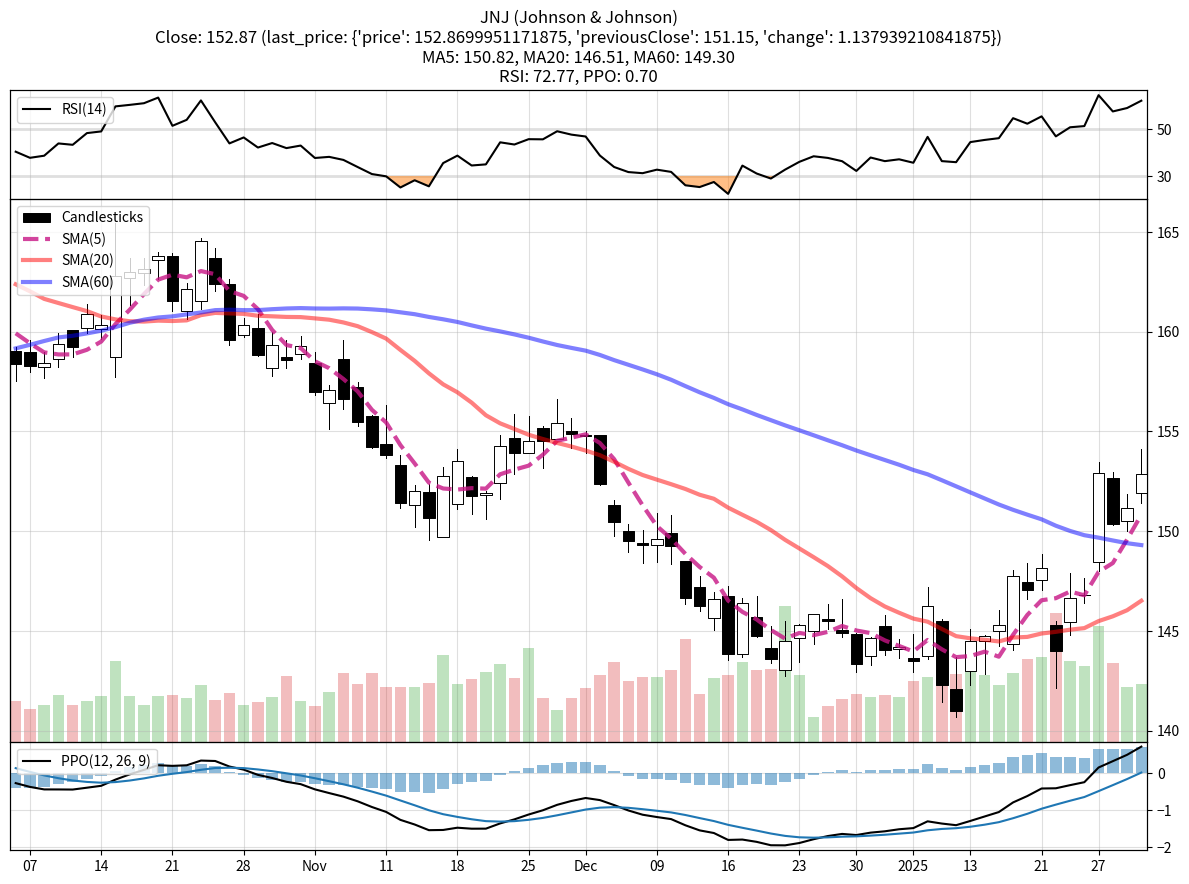 JNJ (Johnson & Johnson)
Close: 152.87 (last_price: {'price': 152.8699951171875, 'previousClose': 151.15, 'change': 1.137939210841875})
MA5: 150.82, MA20: 146.51, MA60: 149.30
RSI: 72.77, PPO: 0.70
RSI(14)
50
30
Candlesticks
SMA(5)
SMA(20)
SMA(60)
165
160
155
150
145
140
PPO(12, 26, 9)
0
−1
−2
07 14 21 28 Nov 11 18 25 Dec 09 16 23 30 2025 13 21 27